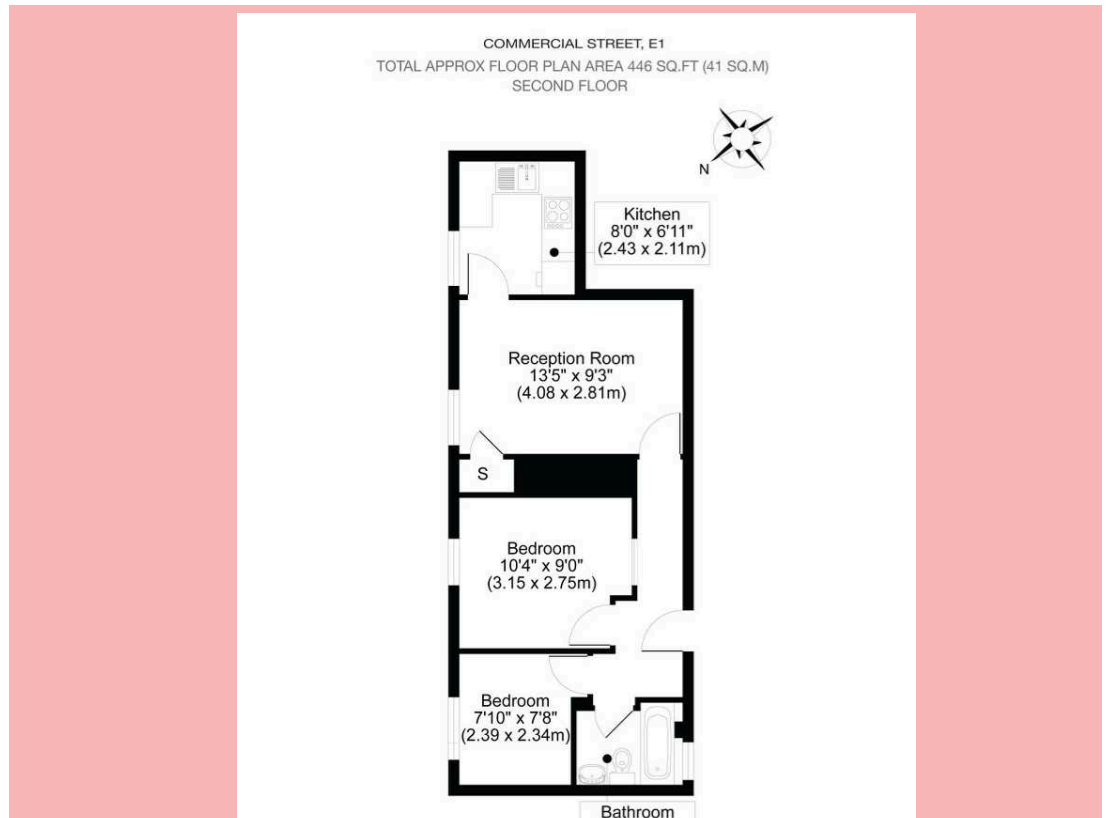 COMMERCIAL STREET, E1
TOTAL APPROX FLOOR PLAN AREA 446 SQ.FT (41 SQ.M)
SECOND FLOOR
N
Kitchen
8'0" x 6'11"
(2.43 x 2.11m)
Reception Room
13'5" x 9'3"
(4.08 x 2.81m)
S
Bedroom
10'4" x 9'0"
(3.15 x 2.75m)
Bedroom
7'10" x 7'8"
(2.39 x 2.34m)
Bathroom